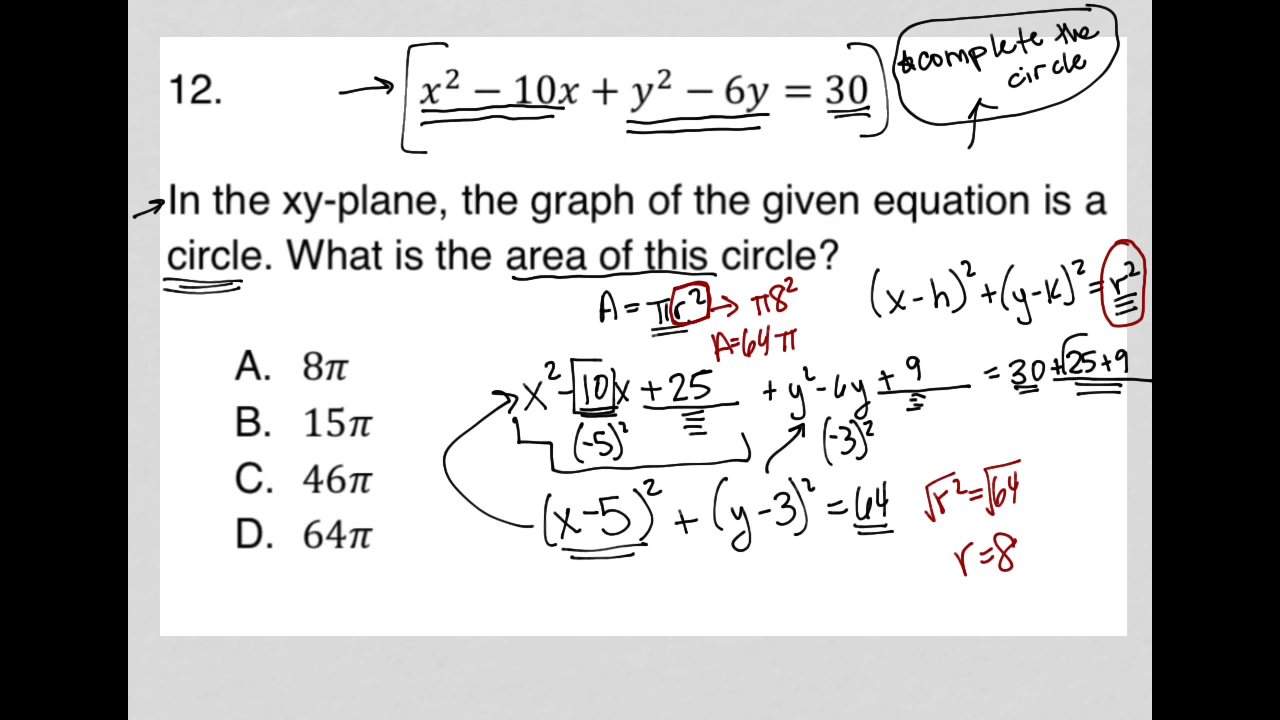 12. → [x² − 10x + y² − 6y = 30]
*complete the
circle
In the xy-plane, the graph of the given equation is a
circle. What is the area of this circle?
(x-h)² + (y-k)² = r²
A = πr² → π8²
A=64π
A. 8π
B. 15π
C. 46π
D. 64π
x² - 10x + 25 + y² - 6y + 9 = 30 + 25 + 9
(-5)² (-3)²
(x-5)² + (y-3)² = 64
√r² = √64
r=8